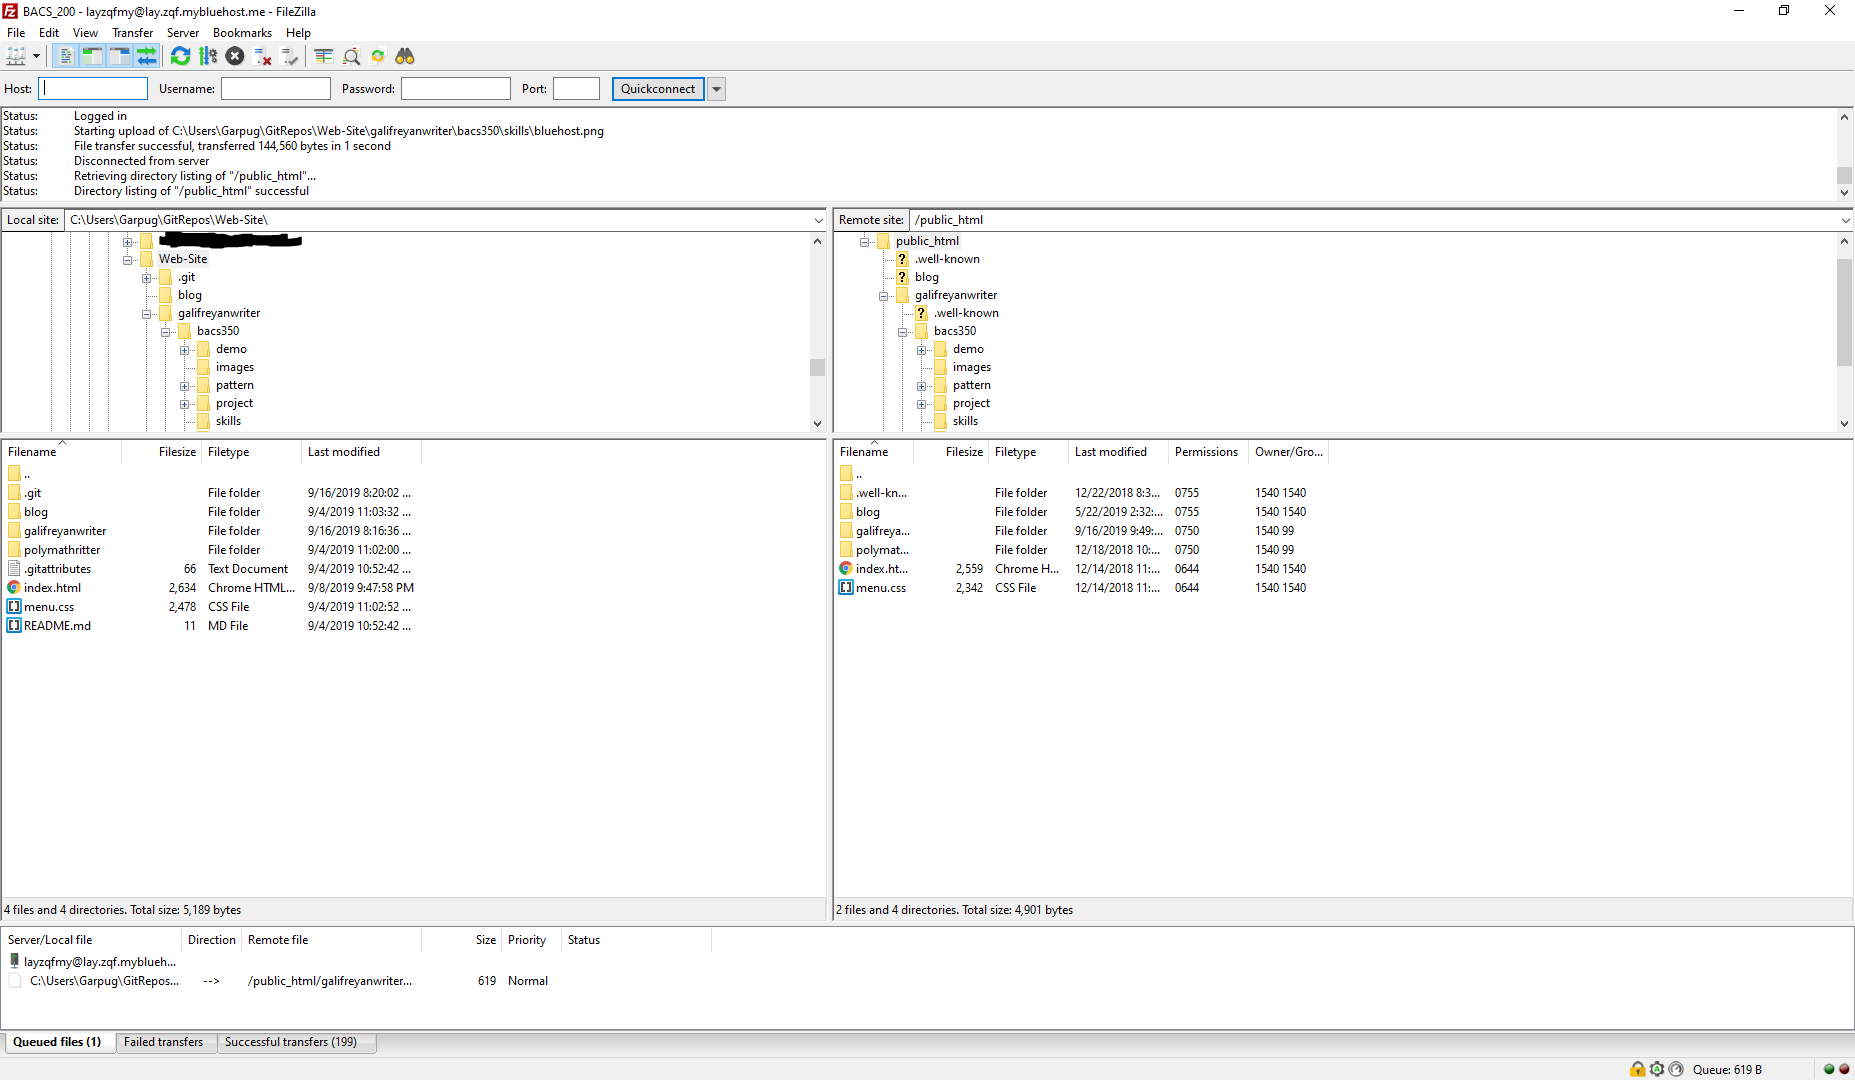 BACS_200 - layzqfmy@lay.zqf.mybluehost.me - FileZilla
File Edit View Transfer Server Bookmarks Help
Host: Username: Password: Port: Quickconnect
Status: Logged in
Status: Starting upload of C:\Users\Garpug\GitRepos\Web-Site\galifreyanwriter\bacs350\skills\bluehost.png
Status: File transfer successful, transferred 144,560 bytes in 1 second
Status: Disconnected from server
Status: Retrieving directory listing of "/public_html"...
Status: Directory listing of "/public_html" successful
Local site: C:\Users\Garpug\GitRepos\Web-Site\
Web-Site
.git
blog
galifreyanwriter
bacs350
demo
images
pattern
project
skills
Remote site: /public_html
public_html
.well-known
blog
galifreyanwriter
.well-known
bacs350
demo
images
pattern
project
skills
Filename Filesize Filetype Last modified
..
.git File folder 9/16/2019 8:20:02 ...
blog File folder 9/4/2019 11:03:32 ...
galifreyanwriter File folder 9/16/2019 8:16:36 ...
polymathritter File folder 9/4/2019 11:02:00 ...
.gitattributes 66 Text Document 9/4/2019 10:52:42 ...
index.html 2,634 Chrome HTML... 9/8/2019 9:47:58 PM
menu.css 2,478 CSS File 9/4/2019 11:02:52 ...
README.md 11 MD File 9/4/2019 10:52:42 ...
4 files and 4 directories. Total size: 5,189 bytes
Filename Filesize Filetype Last modified Permissions Owner/Gro...
..
.well-kn... File folder 12/22/2018 8:3... 0755 1540 1540
blog File folder 5/22/2019 2:32:... 0755 1540 1540
galifreya... File folder 9/16/2019 9:49:... 0750 1540 99
polymat... File folder 12/18/2018 10:... 0750 1540 99
index.ht... 2,559 Chrome H... 12/14/2018 11:... 0644 1540 1540
menu.css 2,342 CSS File 12/14/2018 11:... 0644 1540 1540
2 files and 4 directories. Total size: 4,901 bytes
Server/Local file Direction Remote file Size Priority Status
layzqfmy@lay.zqf.myblueh...
C:\Users\Garpug\GitRepos... --> /public_html/galifreyanwriter... 619 Normal
Queued files (1) Failed transfers Successful transfers (199)
Queue: 619 B